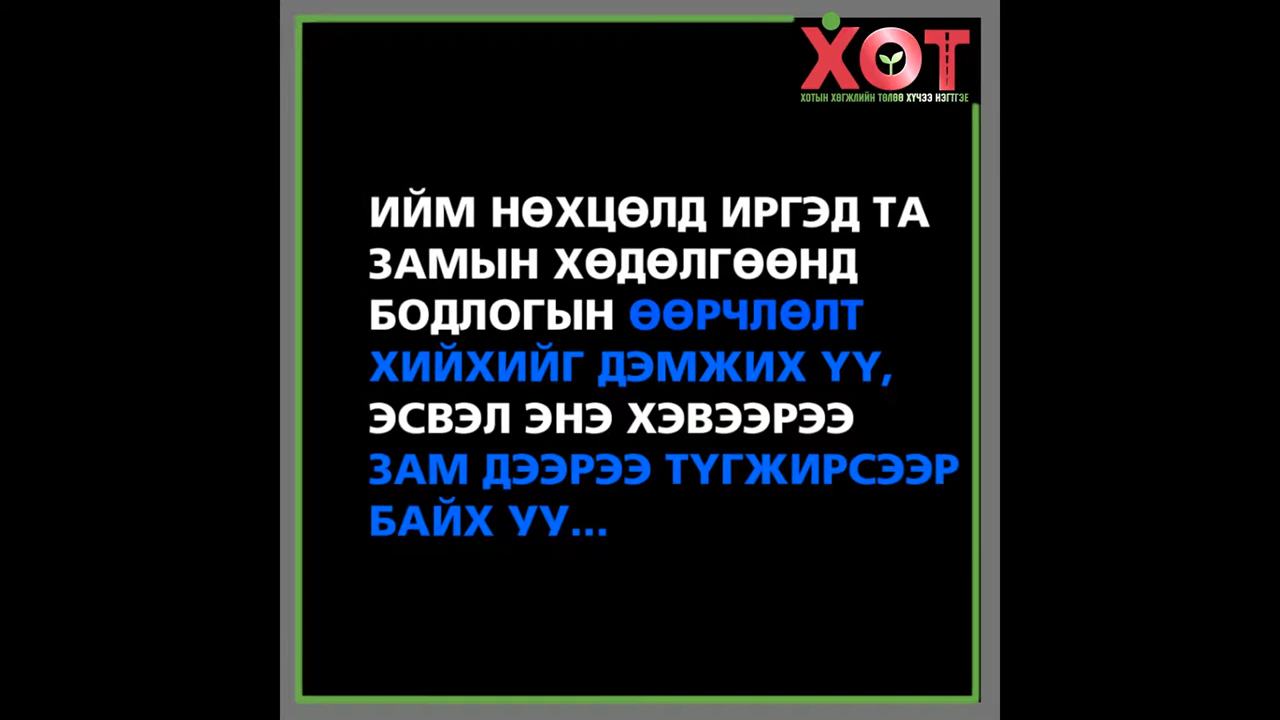 ХОТ
ХОТЫН ХӨГЖЛИЙН ТӨЛӨӨ ХҮЧЭЭ НЭГТГЭЕ
ИЙМ НӨХЦӨЛД ИРГЭД ТА
ЗАМЫН ХӨДӨЛГӨӨНД
БОДЛОГЫН ӨӨРЧЛӨЛТ
ХИЙХИЙГ ДЭМЖИХ ҮҮ,
ЭСВЭЛ ЭНЭ ХЭВЭЭРЭЭ
ЗАМ ДЭЭРЭЭ ТҮГЖИРСЭЭР
БАЙХ УУ...